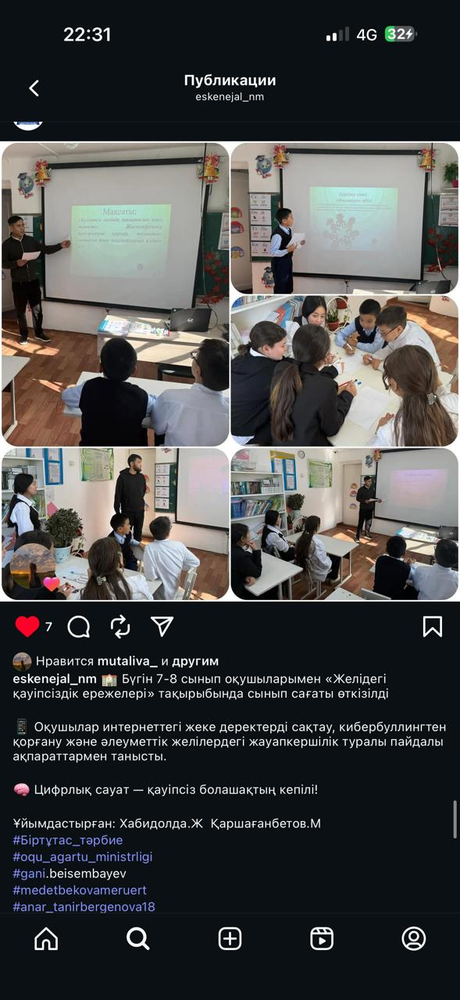 22:31
4G
32
Публикации
eskenejal_nm
Мақсаты:
7
Нравится mutaliva_ и другим
eskenejal_nm 🏫 Бүгін 7-8 сынып оқушыларымен «Желідегі
қауіпсіздік ережелері» тақырыбында сынып сағаты өткізілді
📱 Оқушылар интернеттегі жеке деректерді сақтау, кибербуллингтен
қорғану және әлеуметтік желілердегі жауапкершілік туралы пайдалы
ақпараттармен танысты.
🧠 Цифрлық сауат — қауіпсіз болашақтың кепілі!
Ұйымдастырған: Хабидолда.Ж Қаршағанбетов.М
#Біртұтас_тәрбие
#oqu_agartu_ministrligi
#gani.beisembayev
#medetbekovameruert
#anar_tanirbergenova18